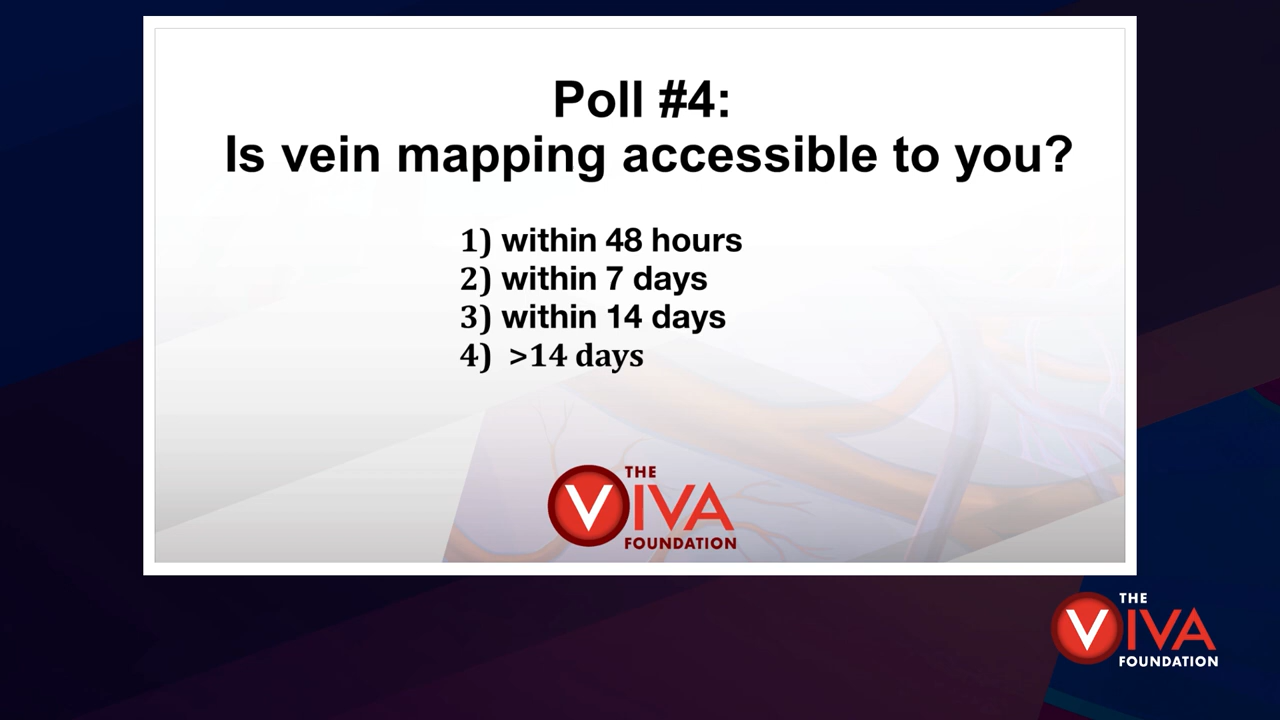 Poll #4:
Is vein mapping accessible to you?
1) within 48 hours
2) within 7 days
3) within 14 days
4) >14 days
THE
VIVA
FOUNDATION
THE
VIVA
FOUNDATION